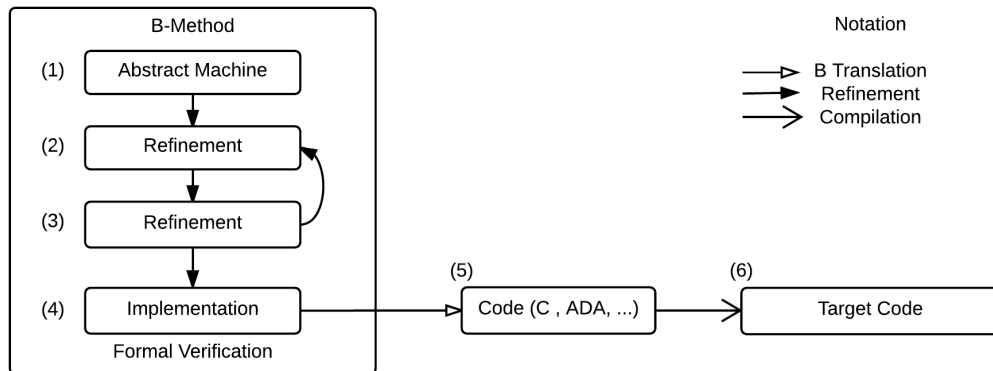 B-Method
(1) Abstract Machine
(2) Refinement
(3) Refinement
(4) Implementation
Formal Verification
(5)
Code (C , ADA, ...)
(6)
Target Code
Notation
B Translation
Refinement
Compilation